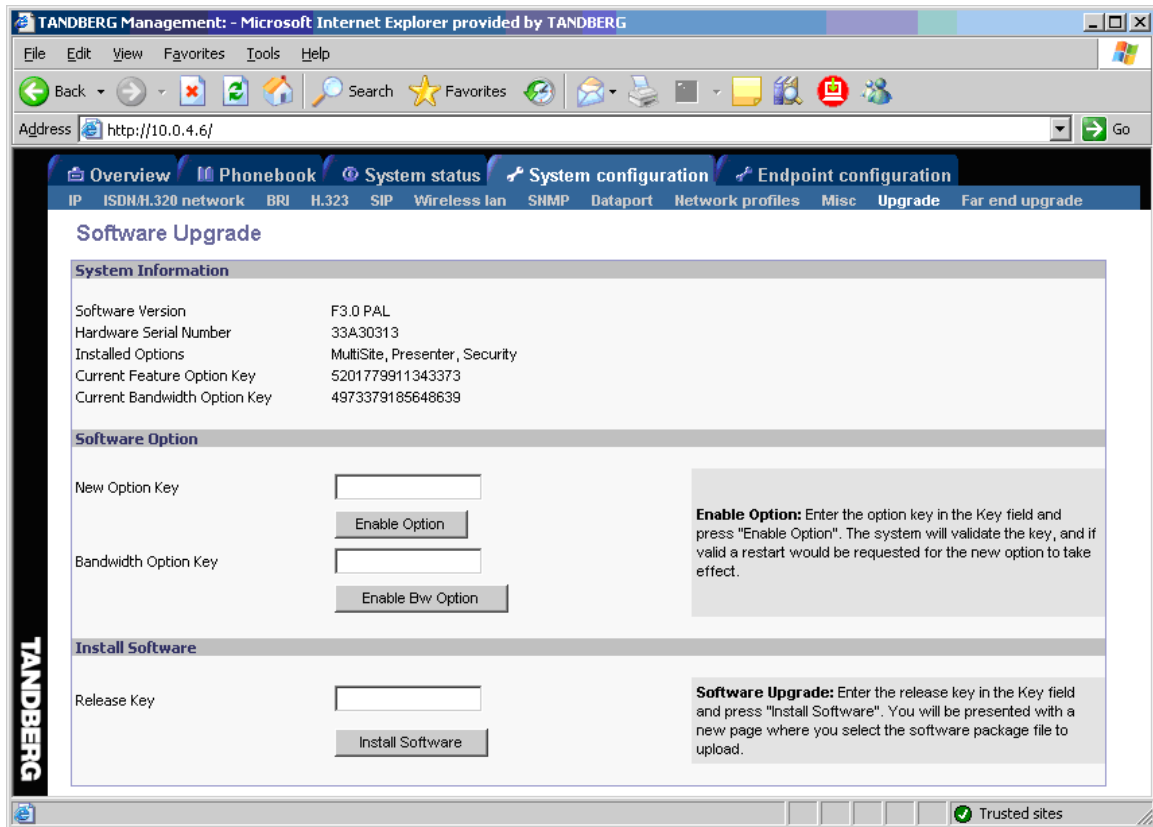 TANDBERG Management: - Microsoft Internet Explorer provided by TANDBERG
File Edit View Favorites Tools Help
Back Search Favorites
Address http://10.0.4.6/ Go
Overview Phonebook System status System configuration Endpoint configuration
IP ISDN/H.320 network BRI H.323 SIP Wireless lan SNMP Dataport Network profiles Misc Upgrade Far end upgrade
Software Upgrade
System Information
Software Version F3.0 PAL
Hardware Serial Number 33A30313
Installed Options MultiSite, Presenter, Security
Current Feature Option Key 5201779911343373
Current Bandwidth Option Key 4973379185648639
Software Option
New Option Key
Enable Option
Bandwidth Option Key
Enable Bw Option
Enable Option: Enter the option key in the Key field and
press "Enable Option". The system will validate the key, and if
valid a restart would be requested for the new option to take
effect.
Install Software
Release Key
Install Software
Software Upgrade: Enter the release key in the Key field
and press "Install Software". You will be presented with a
new page where you select the software package file to
upload.
TANDBERG
Trusted sites